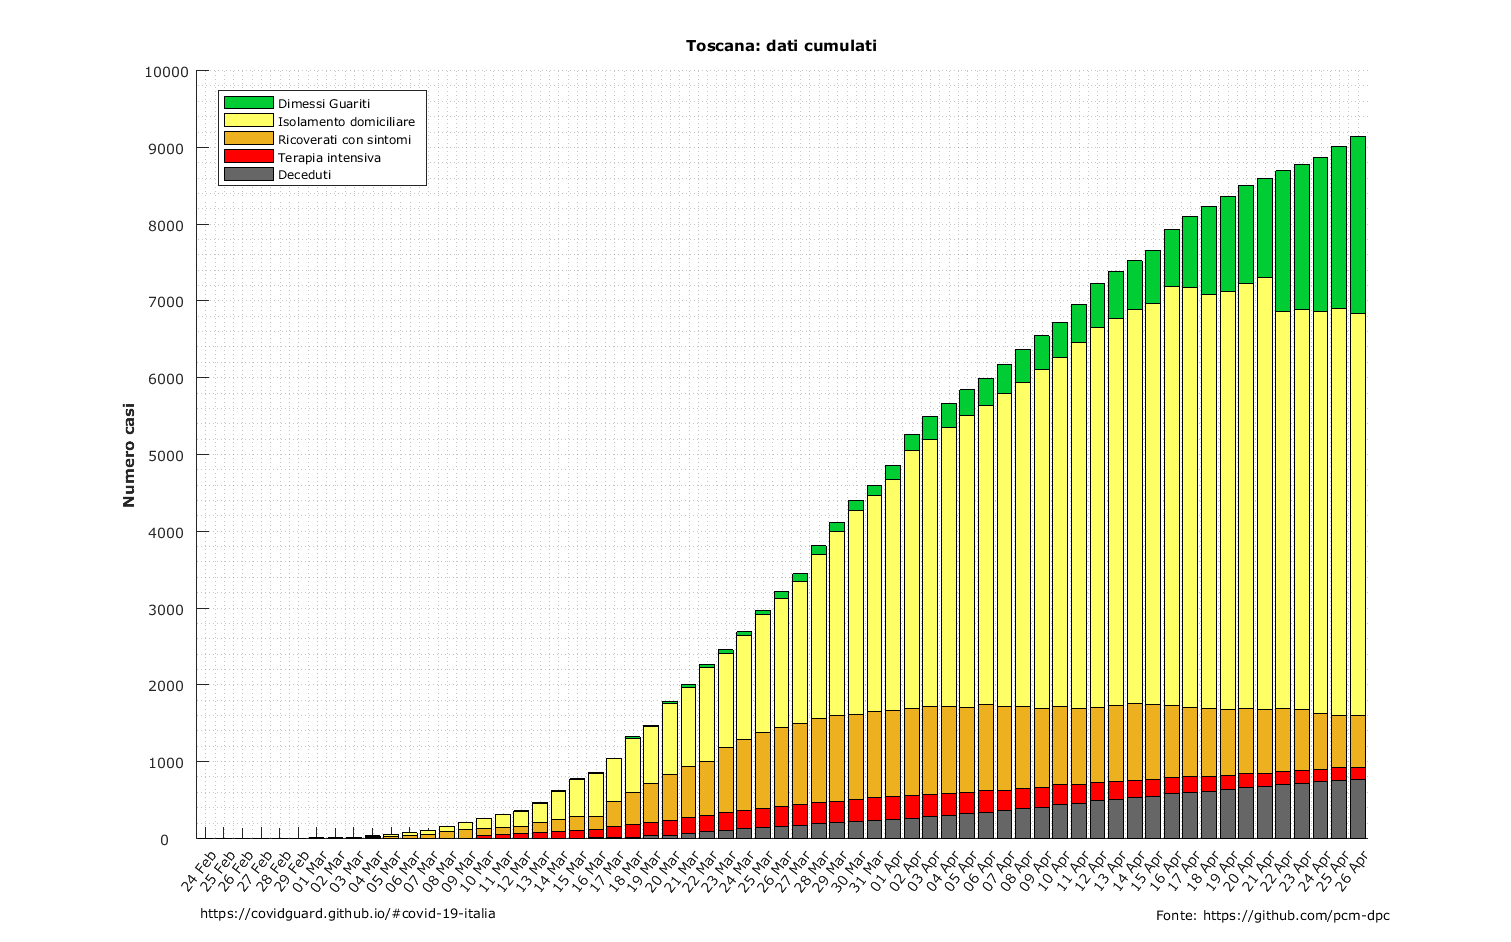 Toscana: dati cumulati
10000
9000
8000
7000
6000
5000
4000
3000
2000
1000
0
Numero casi
Dimessi Guariti
Isolamento domiciliare
Ricoverati con sintomi
Terapia intensiva
Deceduti
24 Feb
25 Feb
26 Feb
27 Feb
28 Feb
29 Feb
01 Mar
02 Mar
03 Mar
04 Mar
05 Mar
06 Mar
07 Mar
08 Mar
09 Mar
10 Mar
11 Mar
12 Mar
13 Mar
14 Mar
15 Mar
16 Mar
17 Mar
18 Mar
19 Mar
20 Mar
21 Mar
22 Mar
23 Mar
24 Mar
25 Mar
26 Mar
27 Mar
28 Mar
29 Mar
30 Mar
31 Mar
01 Apr
02 Apr
03 Apr
04 Apr
05 Apr
06 Apr
07 Apr
08 Apr
09 Apr
10 Apr
11 Apr
12 Apr
13 Apr
14 Apr
15 Apr
16 Apr
17 Apr
18 Apr
19 Apr
20 Apr
21 Apr
22 Apr
23 Apr
24 Apr
25 Apr
26 Apr
https://covidguard.github.io/#covid-19-italia
Fonte: https://github.com/pcm-dpc